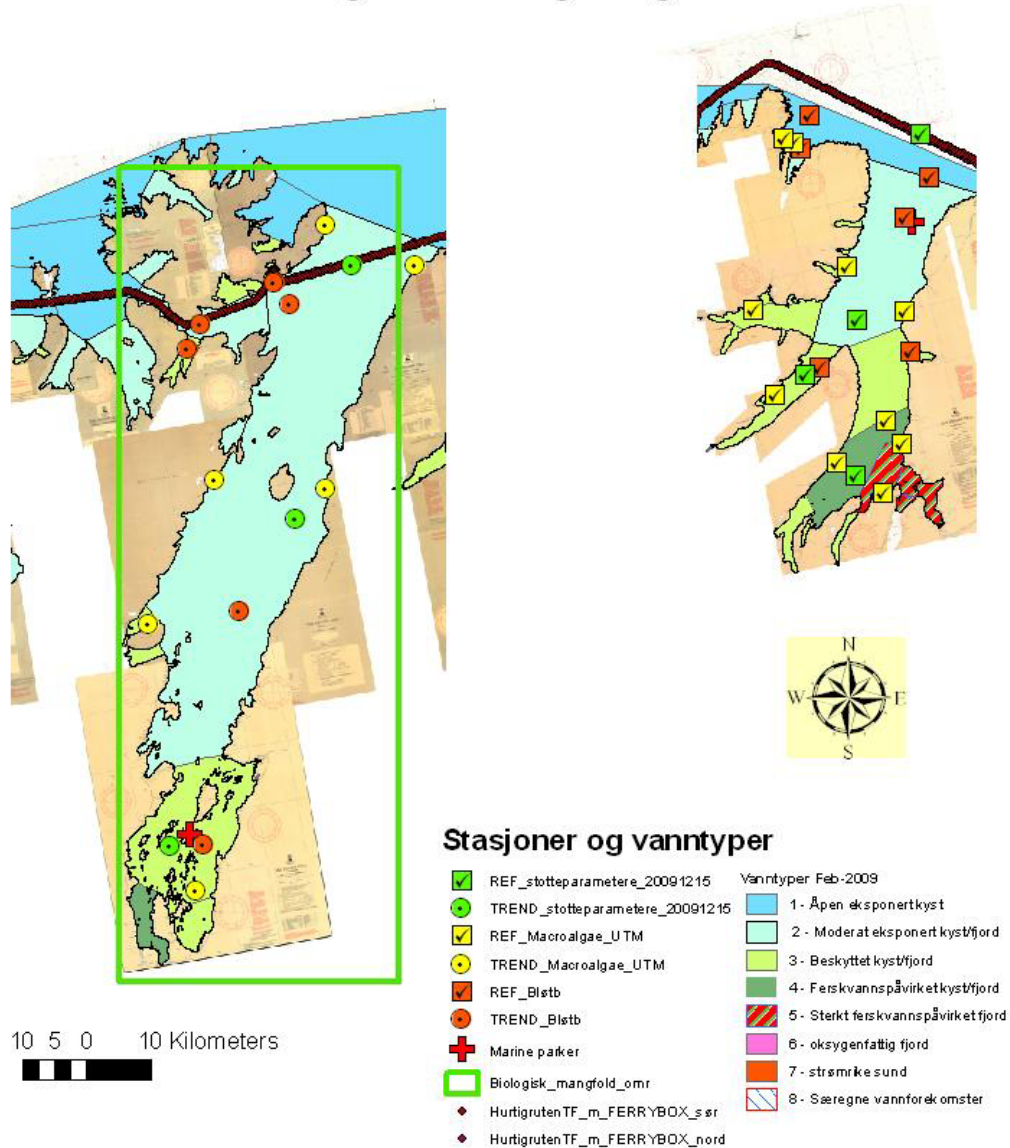 N
W E
S
Stasjoner og vanntyper
REF_stotteparametere_20091215
TREND_stotteparametere_20091215
REF_Macroalgae_UTM
TREND_Macroalgae_UTM
REF_Bløtb
TREND_Bløtb
Marine parker
Biologisk_mangfold_omr
HurtigrutenTF_m_FERRYBOX_sør
HurtigrutenTF_m_FERRYBOX_nord
Vanntyper Feb-2009
1 - Åpen eksponert kyst
2 - Moderat eksponert kyst/fjord
3 - Beskyttet kyst/fjord
4 - Ferskvannspåvirket kyst/fjord
5 - Sterkt ferskvannspåvirket fjord
6 - oksygenfattig fjord
7 - strømrike sund
8 - Særegne vannforekomster
10 5 0 10 Kilometers